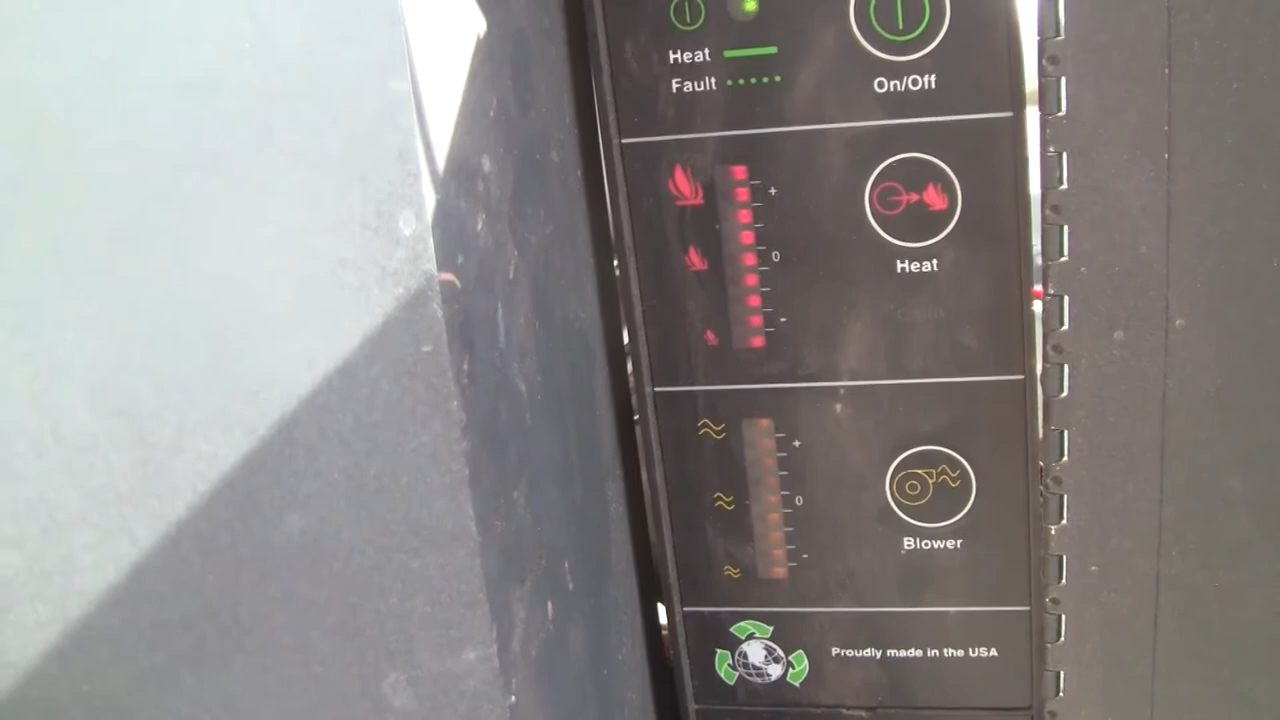 Heat
Fault
On/Off
+
0
-
Heat
+
0
-
Blower
Proudly made in the USA